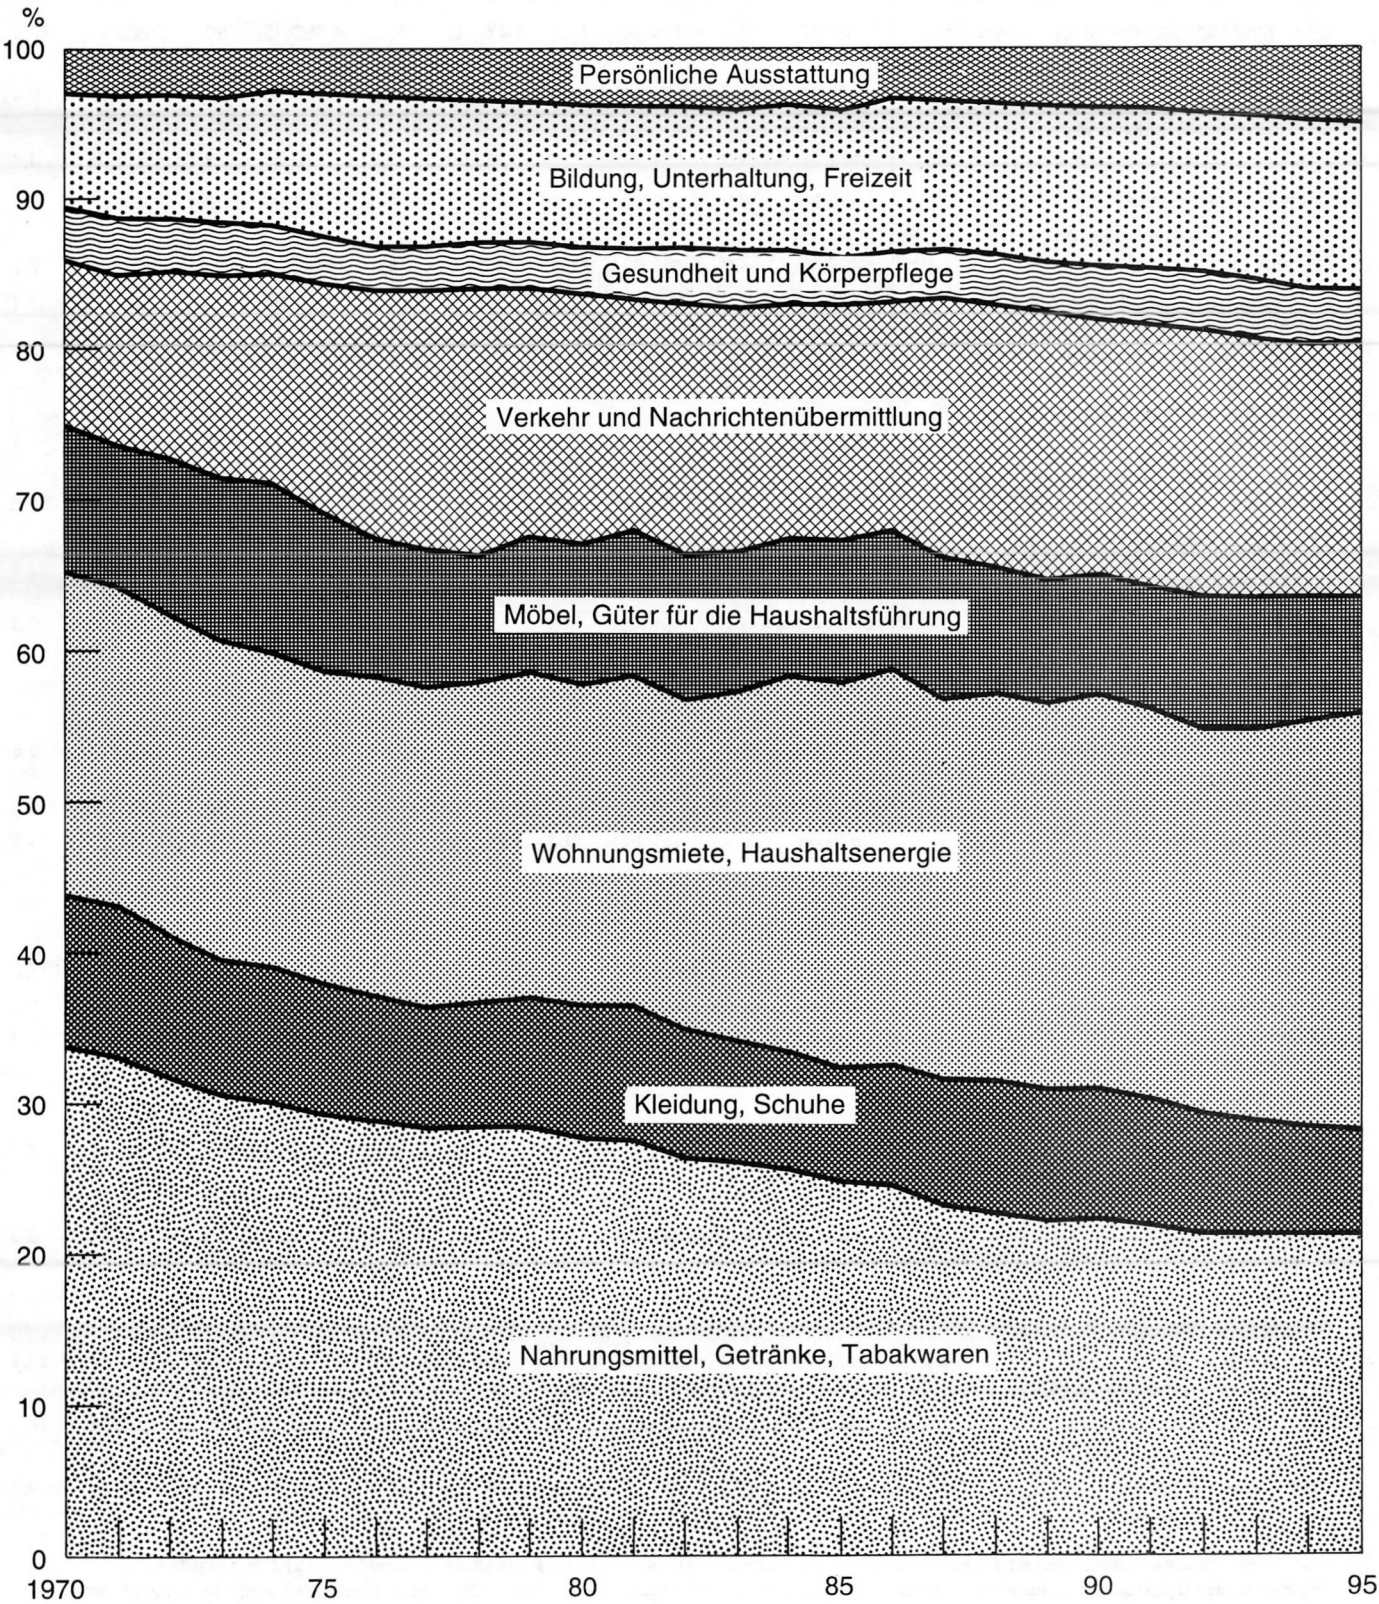 %
100
Persönliche Ausstattung
Bildung, Unterhaltung, Freizeit
90
Gesundheit und Körperpflege
80
Verkehr und Nachrichtenübermittlung
70
Möbel, Güter für die Haushaltsführung
60
Wohnungsmiete, Haushaltsenergie
50
40
Kleidung, Schuhe
30
20
Nahrungsmittel, Getränke, Tabakwaren
10
0
1970 75 80 85 90 95